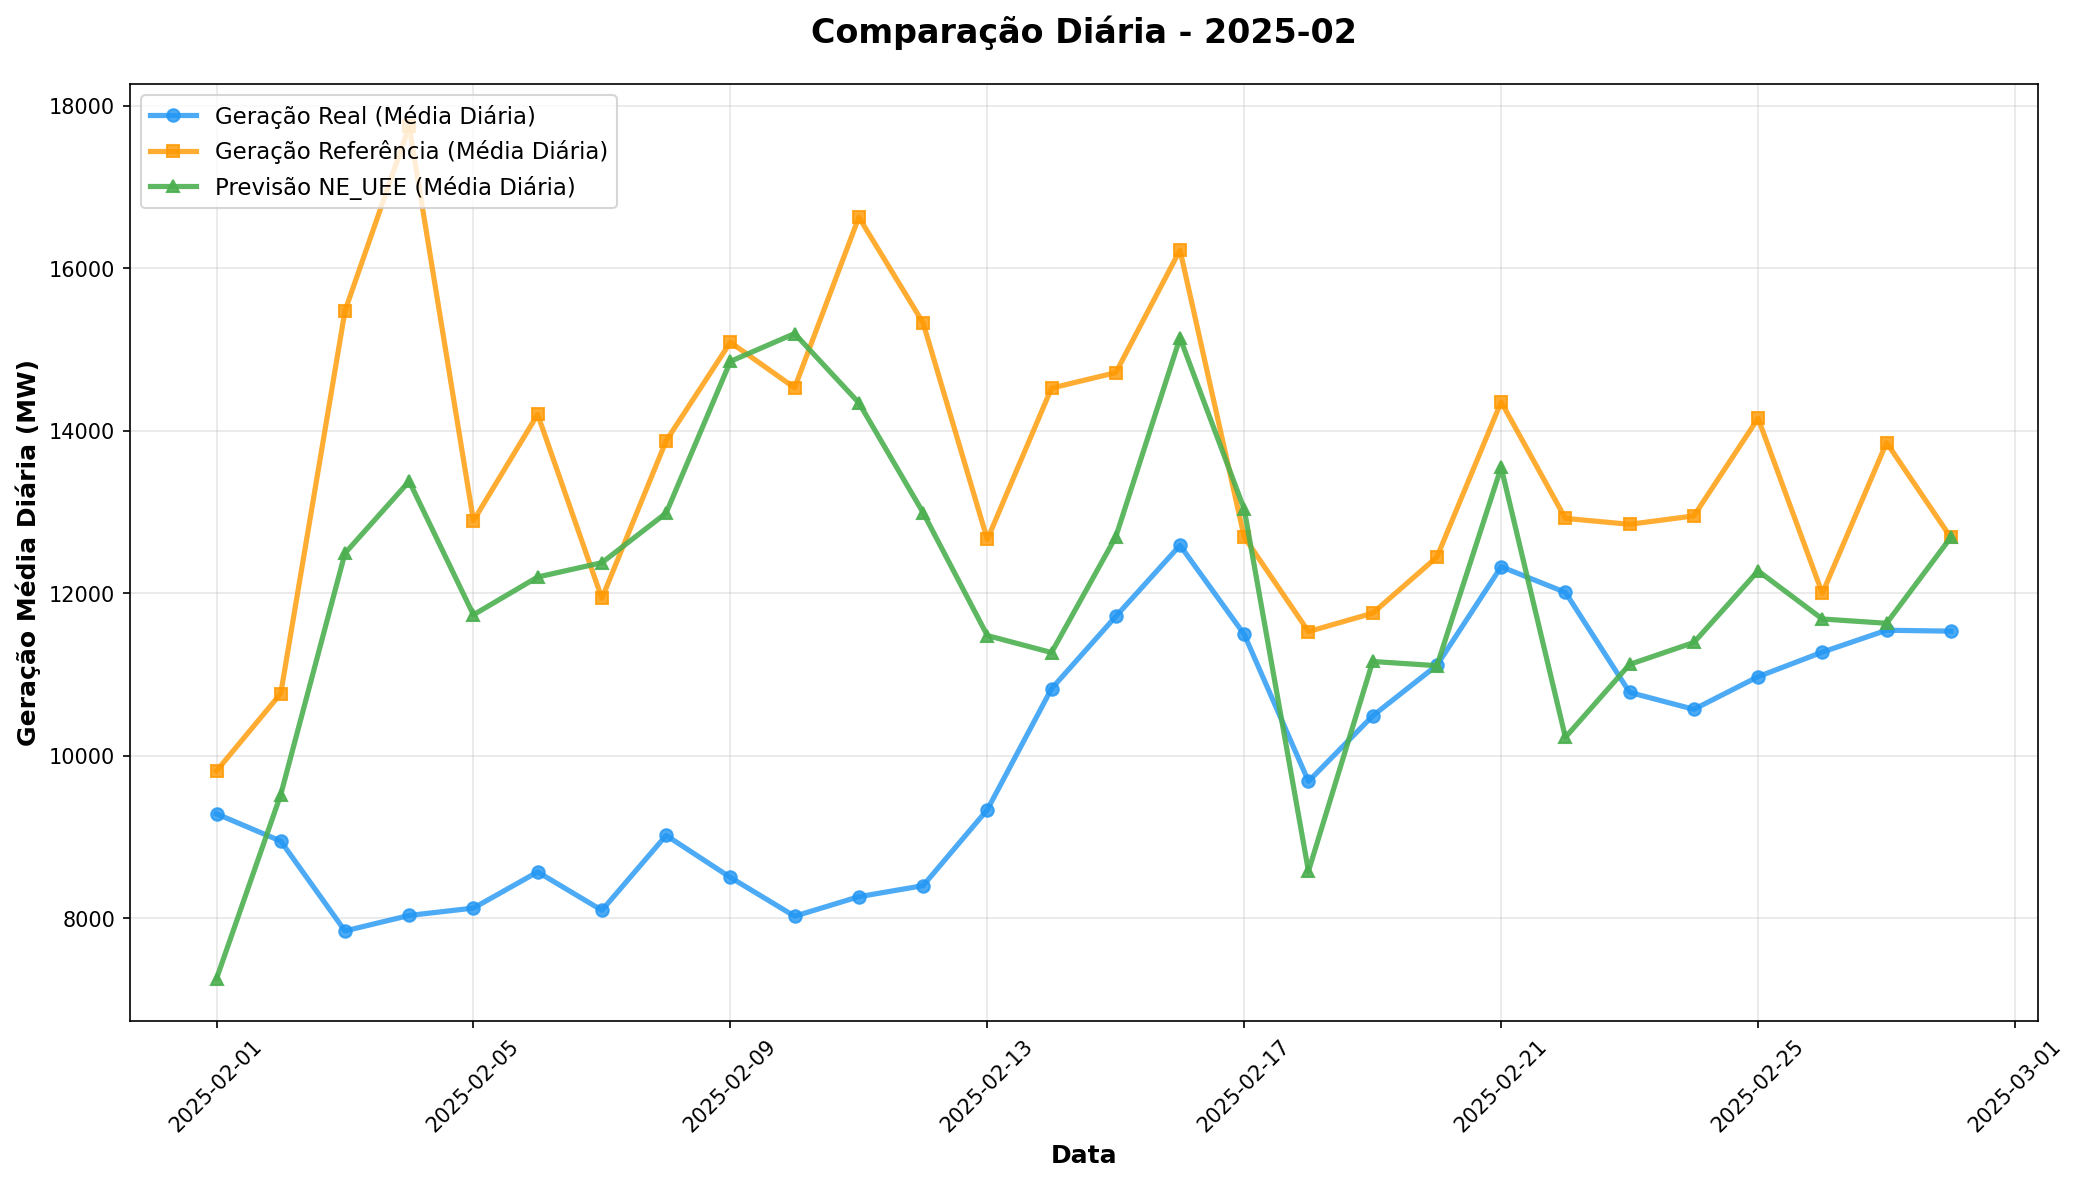 Comparação Diária - 2025-02
Geração Real (Média Diária)
Geração Referência (Média Diária)
Previsão NE_UEE (Média Diária)
Geração Média Diária (MW)
18000
16000
14000
12000
10000
8000
2025-02-01
2025-02-05
2025-02-09
2025-02-13
2025-02-17
2025-02-21
2025-02-25
2025-03-01
Data